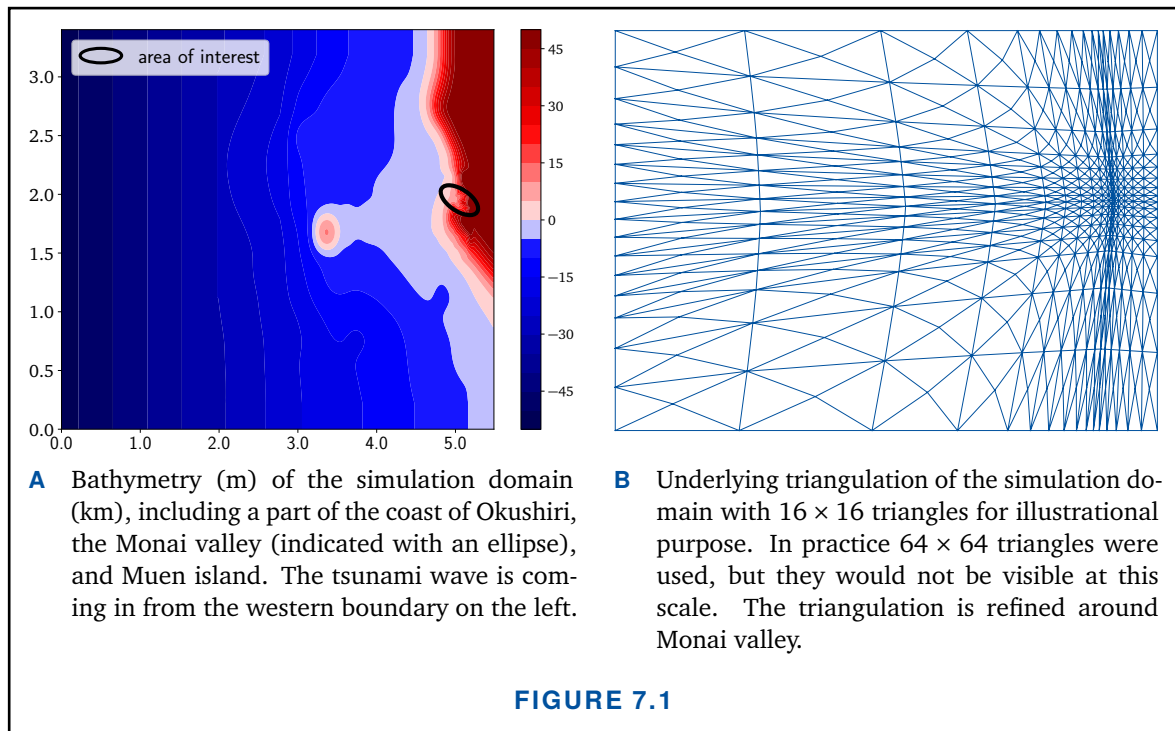 area of interest
3.0
2.5
2.0
1.5
1.0
0.5
0.0
0.0 1.0 2.0 3.0 4.0 5.0
45
30
15
0
−15
−30
−45
A Bathymetry (m) of the simulation domain
(km), including a part of the coast of Okushiri,
the Monai valley (indicated with an ellipse),
and Muen island. The tsunami wave is com-
ing in from the western boundary on the left.
B Underlying triangulation of the simulation do-
main with 16 × 16 triangles for illustrational
purpose. In practice 64 × 64 triangles were
used, but they would not be visible at this
scale. The triangulation is refined around
Monai valley.
FIGURE 7.1